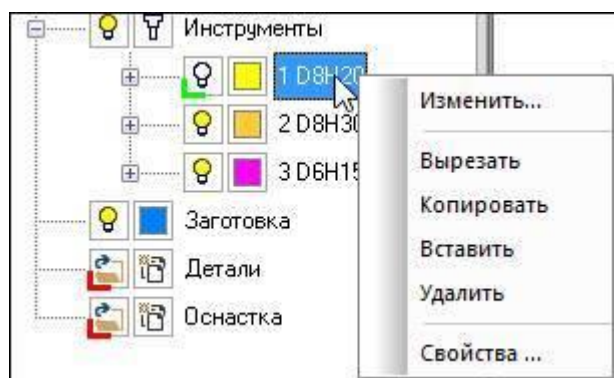 Инструменты
1 D8H20
2 D8H30
3 D6H15
Заготовка
Детали
Оснастка
Изменить...
Вырезать
Копировать
Вставить
Удалить
Свойства ...